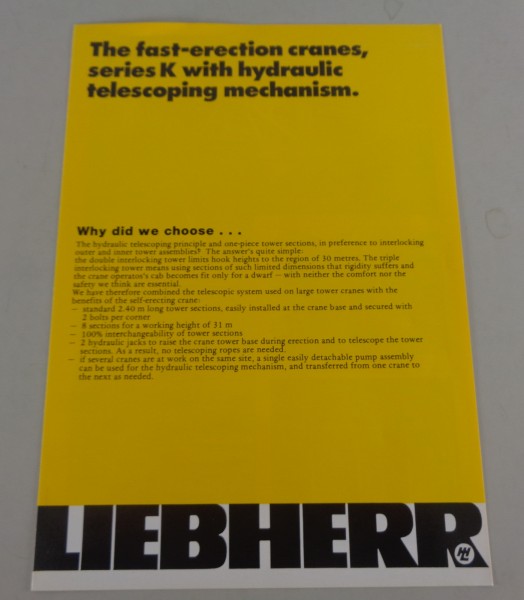 The fast-erection cranes,
series K with hydraulic
telescoping mechanism.
Why did we choose . . .
The hydraulic telescoping principle and one-piece tower sections, in preference to interlocking
outer and inner tower assemblies? The answer's quite simple:
the double interlocking tower limits hook heights to the region of 30 metres. The triple
interlocking tower means using sections of such limited dimensions that rigidity suffers and
the crane operator's cab becomes fit only for a dwarf — with neither the comfort nor the
safety we think are essential.
We have therefore combined the telescopic system used on large tower cranes with the
benefits of the self-erecting crane:
— standard 2.40 m long tower sections, easily installed at the crane base and secured with
2 bolts per corner
— 8 sections for a working height of 31 m
— 100% interchangeability of tower sections
— 2 hydraulic jacks to raise the crane tower base during erection and to telescope the tower
sections. As a result, no telescoping ropes are needed.
— if several cranes are at work on the same site, a single easily detachable pump assembly
can be used for the hydraulic telescoping mechanism, and transferred from one crane to
the next as needed.
LIEBHERR